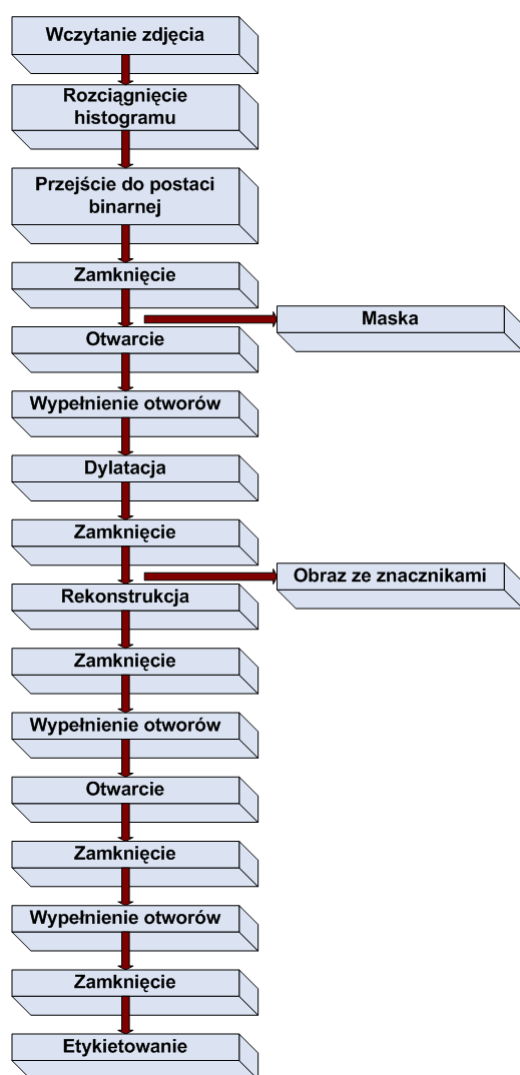 Wczytanie zdjęcia
Rozciągnięcie
histogramu
Przejście do postaci
binarnej
Zamknięcie
Maska
Otwarcie
Wypełnienie otworów
Dylatacja
Zamknięcie
Obraz ze znacznikami
Rekonstrukcja
Zamknięcie
Wypełnienie otworów
Otwarcie
Zamknięcie
Wypełnienie otworów
Zamknięcie
Etykietowanie